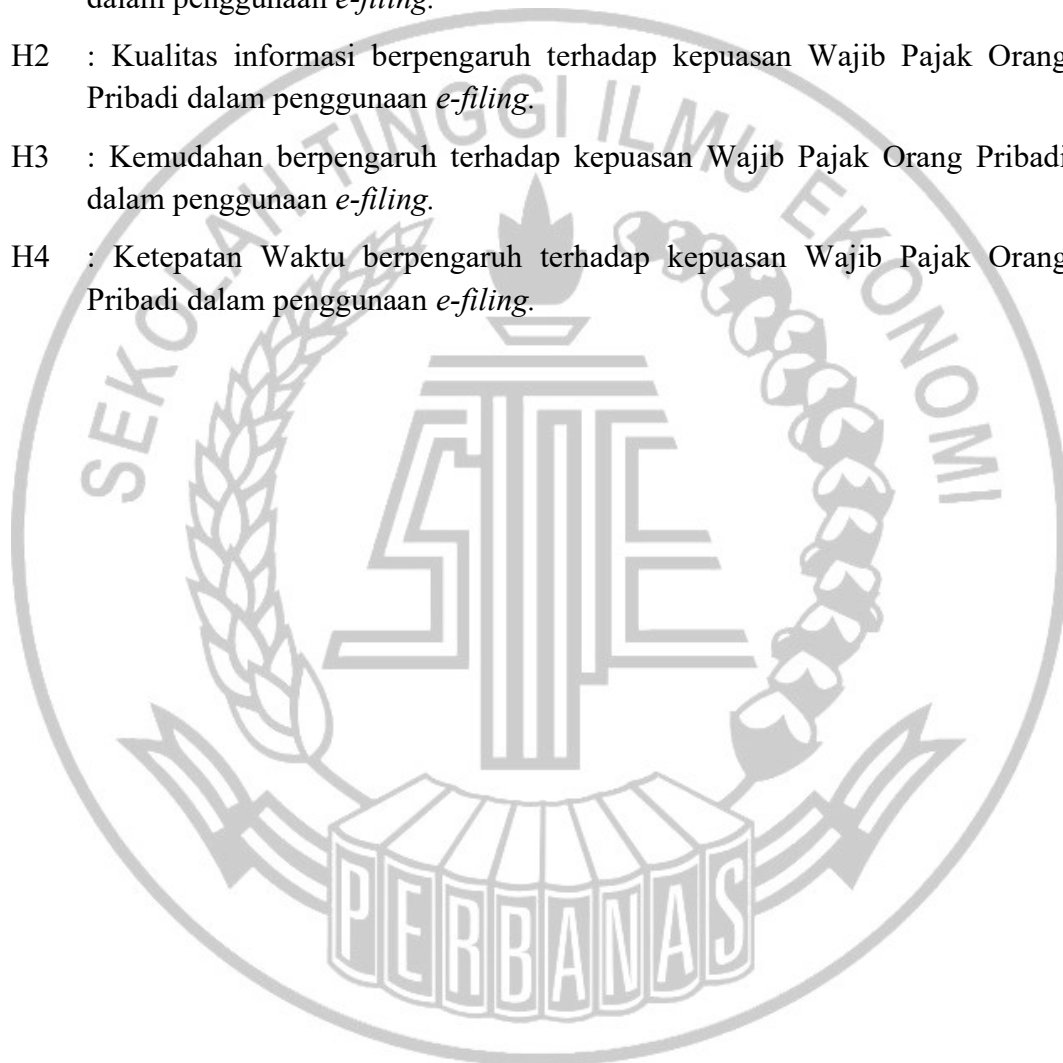 dalam penggunaan e-filing.
H2 : Kualitas informasi berpengaruh terhadap kepuasan Wajib Pajak Orang
Pribadi dalam penggunaan e-filing.
H3 : Kemudahan berpengaruh terhadap kepuasan Wajib Pajak Orang Pribadi
dalam penggunaan e-filing.
H4 : Ketepatan Waktu berpengaruh terhadap kepuasan Wajib Pajak Orang
Pribadi dalam penggunaan e-filing.
SEKOLAH TINGGI ILMU EKONOMI
STIE
PERBANAS